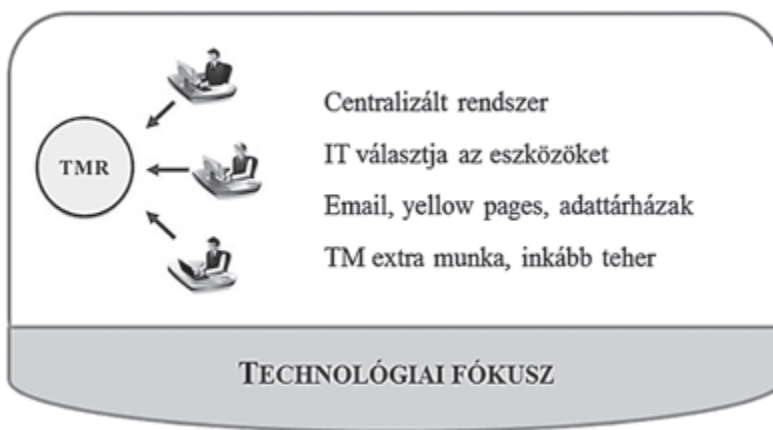 TMR
Centralizált rendszer
IT választja az eszközöket
Email, yellow pages, adattárházak
TM extra munka, inkább teher
TECHNOLÓGIAI FÓKUSZ